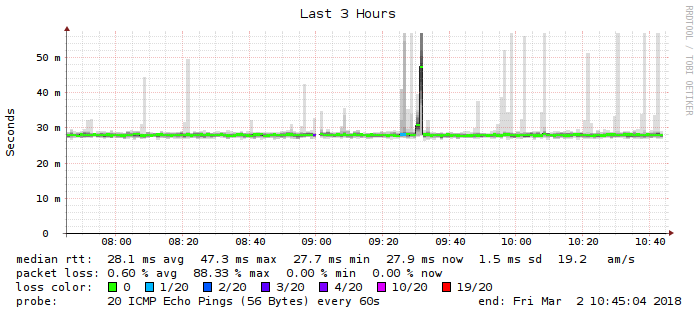 Last 3 Hours
RRDTOOL / TOBI OETIKER
Seconds
50 m
40 m
30 m
20 m
10 m
0
08:00 08:20 08:40 09:00 09:20 09:40 10:00 10:20 10:40
median rtt: 28.1 ms avg 47.3 ms max 27.7 ms min 27.9 ms now 1.5 ms sd 19.2 am/s
packet loss: 0.60 % avg 88.33 % max 0.00 % min 0.00 % now
loss color: 0 1/20 2/20 3/20 4/20 10/20 19/20
probe: 20 ICMP Echo Pings (56 Bytes) every 60s end: Fri Mar 2 10:45:04 2018